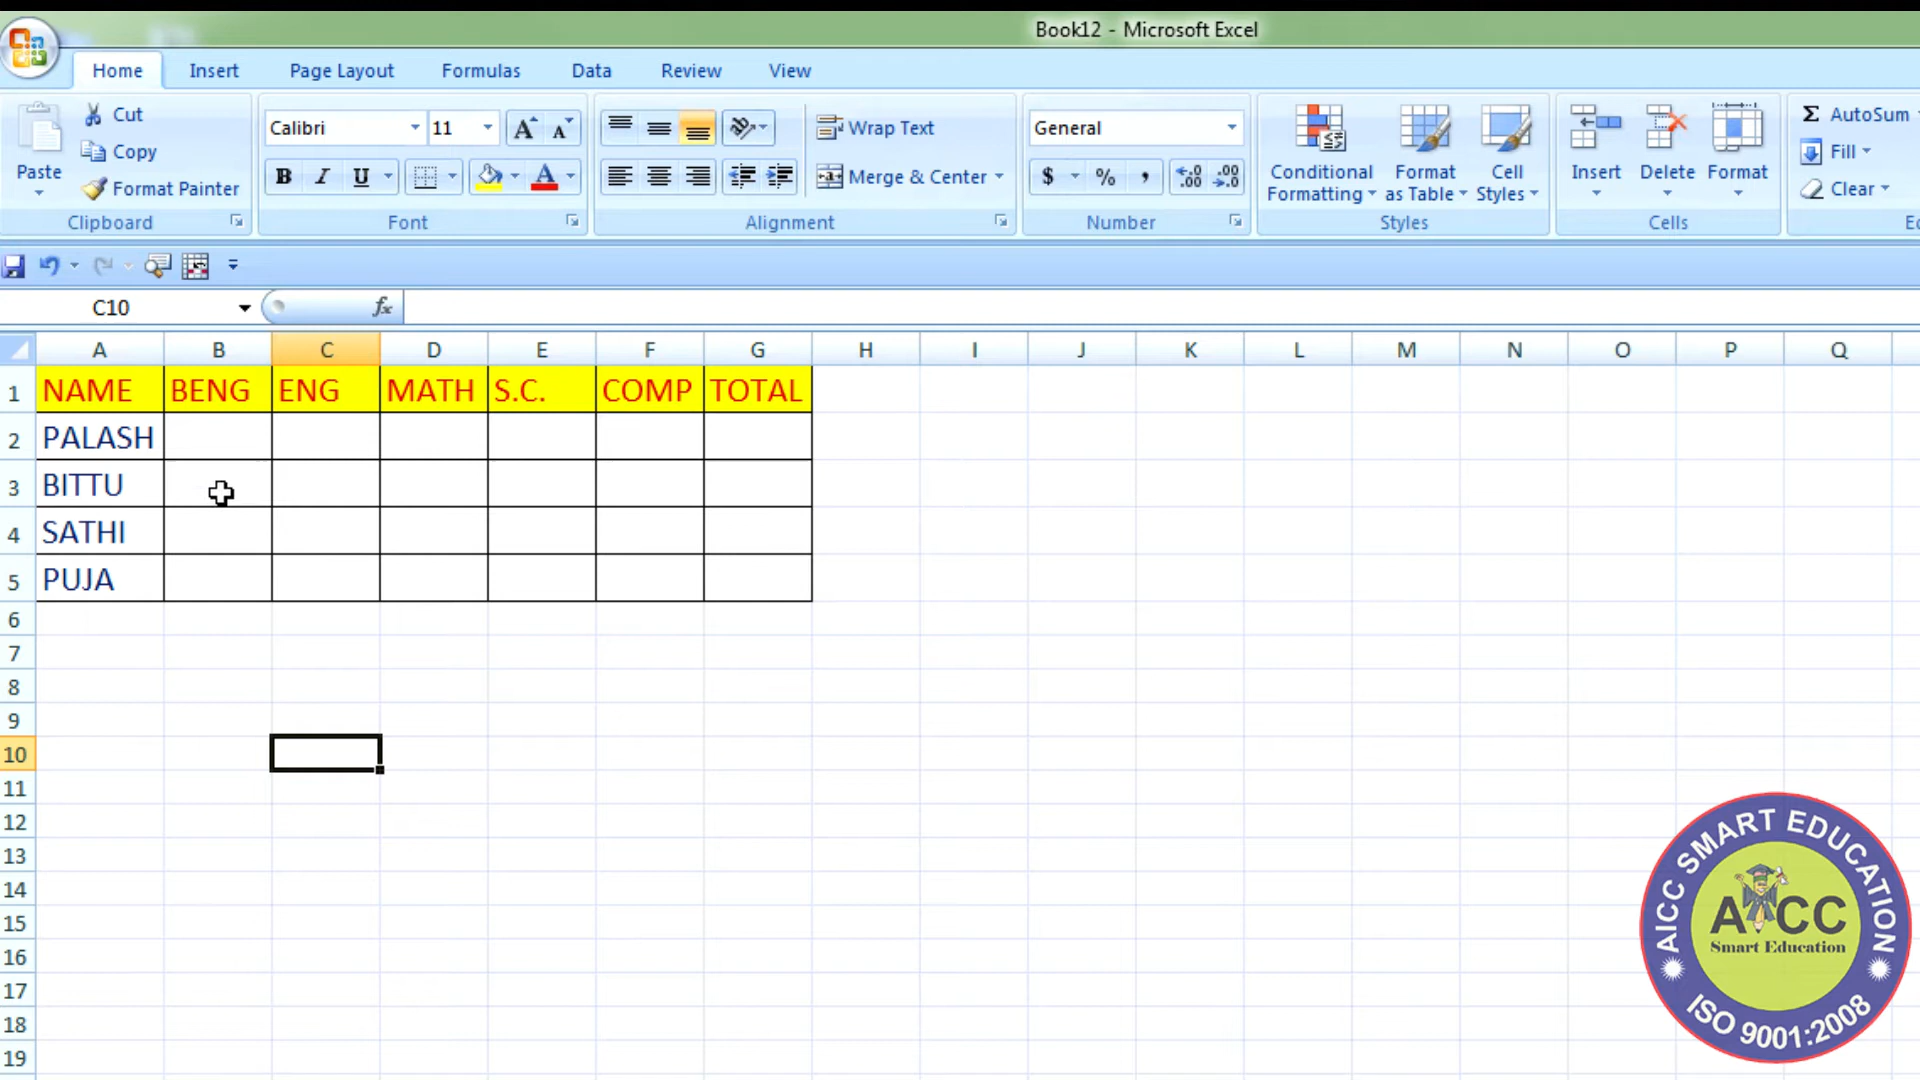 Book12 - Microsoft Excel
Home Insert Page Layout Formulas Data Review View
Cut
Copy
Format Painter
Paste
Clipboard
Calibri 11
B I U
Font
Wrap Text
Merge & Center
Alignment
General
$ % ,
Number
Conditional Formatting
Format as Table
Cell Styles
Styles
Insert Delete Format
Cells
Σ AutoSum
Fill
Clear
C10 fx
A B C D E F G H I J K L M N O P Q
1 NAME BENG ENG MATH S.C. COMP TOTAL
2 PALASH
3 BITTU
4 SATHI
5 PUJA
6
7
8
9
10
11
12
13
14
15
16
17
18
19
AICC SMART EDUCATION
AICC
Smart Education
ISO 9001:2008